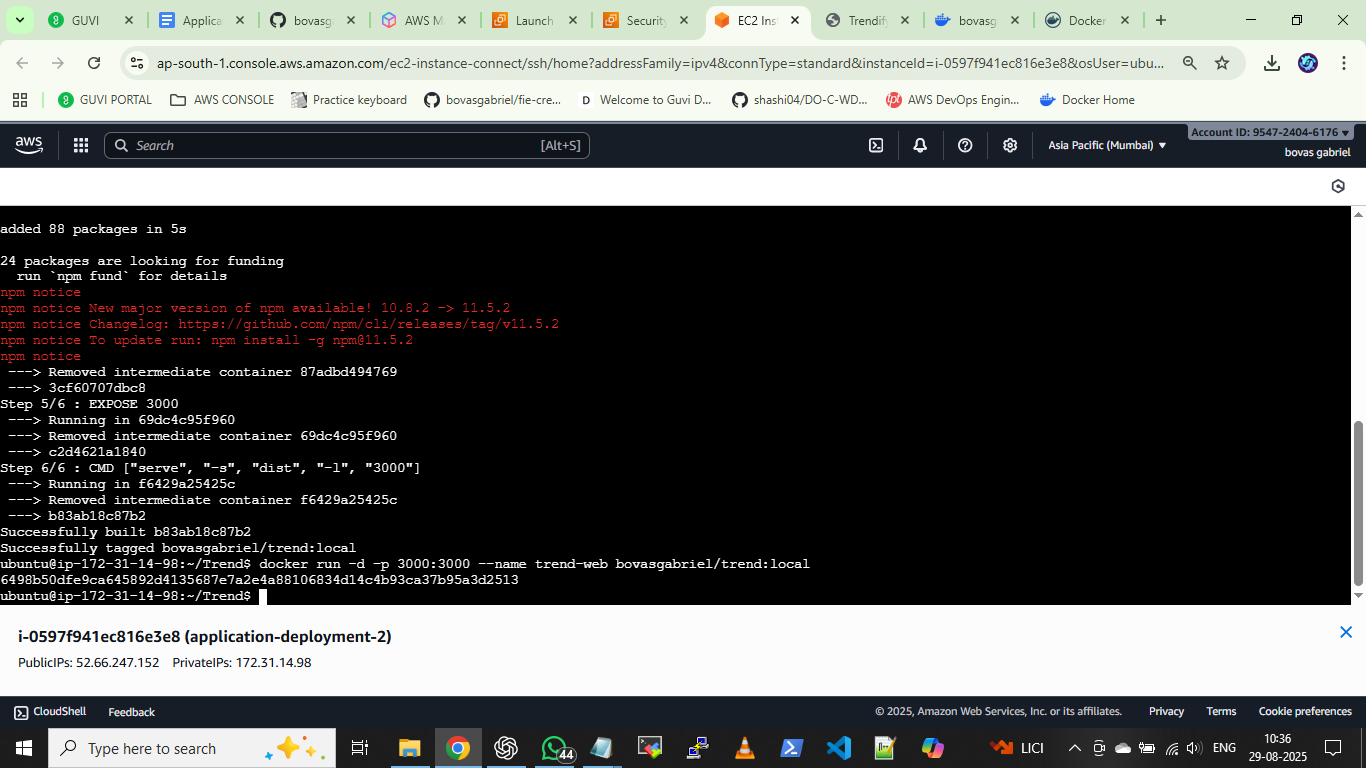 GUVI
Applica
bovasg
AWS M
Launch
Security
EC2 Ins
Trendify
bovasg
Docker
ap-south-1.console.aws.amazon.com/ec2-instance-connect/ssh/home?addressFamily=ipv4&connType=standard&instanceId=i-0597f941ec816e3e8&osUser=ubu...
GUVI PORTAL
AWS CONSOLE
Practice keyboard
bovasgabriel/fie-cre...
D Welcome to Guvi D...
shashi04/DO-C-WD...
AWS DevOps Engin...
Docker Home
aws
Search
[Alt+S]
Asia Pacific (Mumbai) ▼
Account ID: 9547-2404-6176 ▼
bovas gabriel
added 88 packages in 5s
24 packages are looking for funding
run `npm fund` for details
npm notice
npm notice New major version of npm available! 10.8.2 -> 11.5.2
npm notice Changelog: https://github.com/npm/cli/releases/tag/v11.5.2
npm notice To update run: npm install -g npm@11.5.2
npm notice
---> Removed intermediate container 87adbd494769
---> 3cf60707dbc8
Step 5/6 : EXPOSE 3000
---> Running in 69dc4c95f960
---> Removed intermediate container 69dc4c95f960
---> c2d4621a1840
Step 6/6 : CMD ["serve", "-s", "dist", "-l", "3000"]
---> Running in f6429a25425c
---> Removed intermediate container f6429a25425c
---> b83ab18c87b2
Successfully built b83ab18c87b2
Successfully tagged bovasgabriel/trend:local
ubuntu@ip-172-31-14-98:~/Trend$ docker run -d -p 3000:3000 --name trend-web bovasgabriel/trend:local
6498b50dfe9ca645892d4135687e7a2e4a88106834d14c4b93ca37b95a3d2513
ubuntu@ip-172-31-14-98:~/Trend$
i-0597f941ec816e3e8 (application-deployment-2)
PublicIPs: 52.66.247.152 PrivateIPs: 172.31.14.98
CloudShell
Feedback
© 2025, Amazon Web Services, Inc. or its affiliates.
Privacy
Terms
Cookie preferences
Type here to search
44
LICI
ENG
10:36
29-08-2025